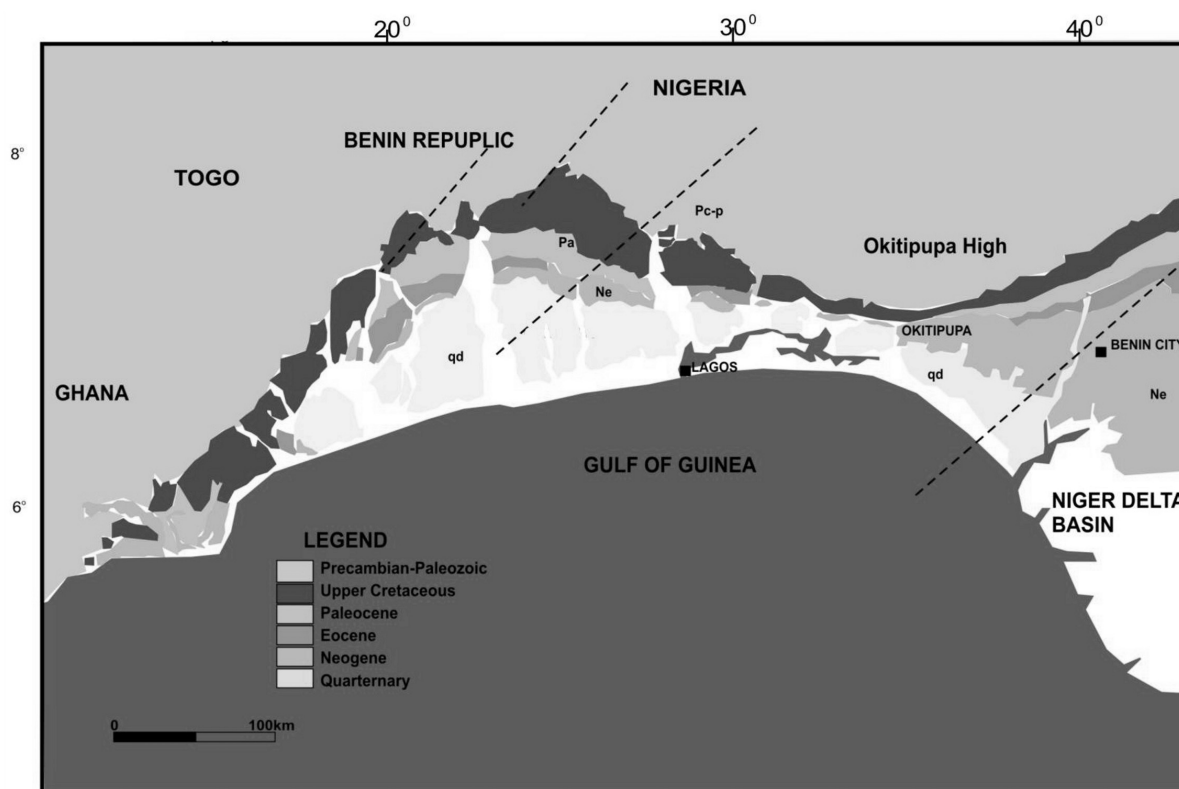 20⁰ 30⁰ 40⁰
NIGERIA
BENIN REPUPLIC
8°
TOGO
Pc-p
Pa
Okitipupa High
Ne
OKITIPUPA
BENIN CITY
qd
LAGOS
qd
GHANA
Ne
GULF OF GUINEA
6°
NIGER DELTA
BASIN
LEGEND
Precambian-Paleozoic
Upper Cretaceous
Paleocene
Eocene
Neogene
Quarternary
0 100km